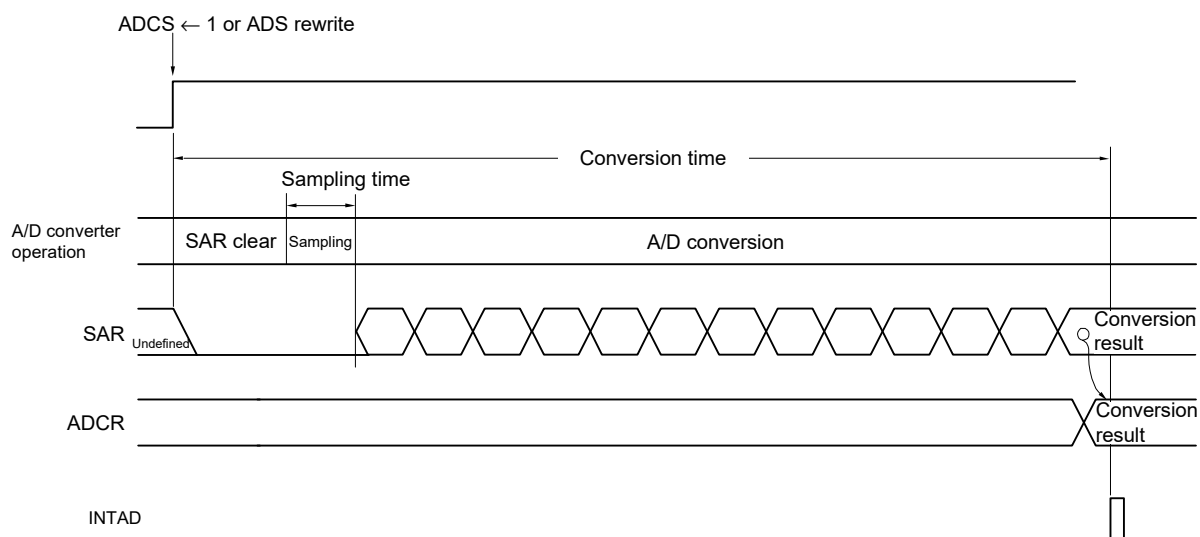 ADCS ← 1 or ADS rewrite
Conversion time
Sampling time
A/D converter
operation
SAR clear
Sampling
A/D conversion
SAR
Undefined
Conversion
result
ADCR
Conversion
result
INTAD